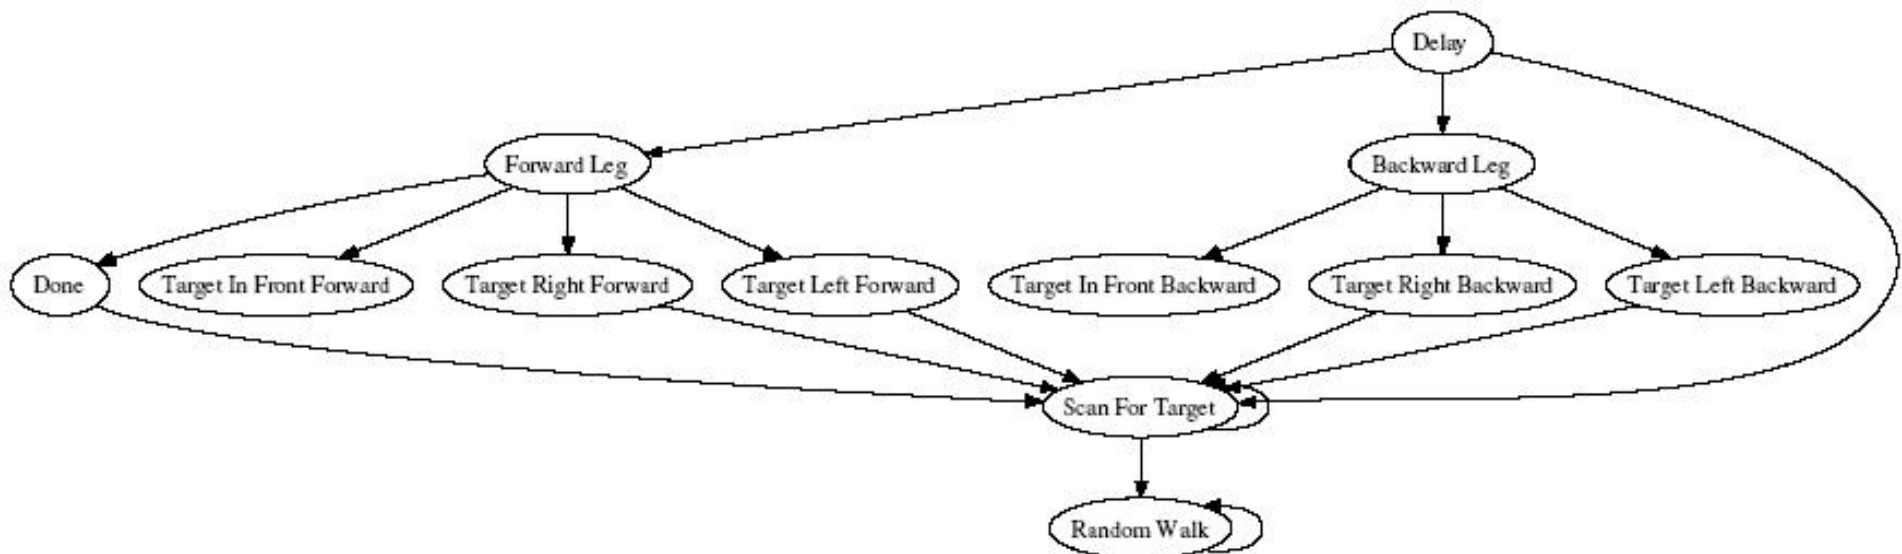 Delay
Forward Leg
Backward Leg
Done
Target In Front Forward
Target Right Forward
Target Left Forward
Target In Front Backward
Target Right Backward
Target Left Backward
Scan For Target
Random Walk